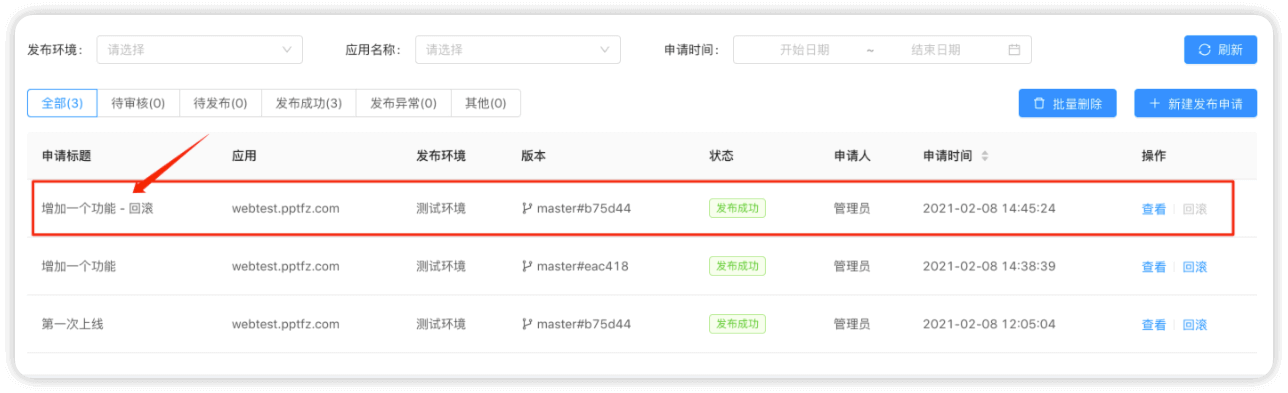 发布环境： 请选择 应用名称： 请选择 申请时间： 开始日期 ~ 结束日期 刷新
全部(3) 待审核(0) 待发布(0) 发布成功(3) 发布异常(0) 其他(0) 批量删除 + 新建发布申请
申请标题 应用 发布环境 版本 状态 申请人 申请时间 操作
增加一个功能 - 回滚 webtest.pptfz.com 测试环境 master#b75d44 发布成功 管理员 2021-02-08 14:45:24 查看 回滚
增加一个功能 webtest.pptfz.com 测试环境 master#eac418 发布成功 管理员 2021-02-08 14:38:39 查看 回滚
第一次上线 webtest.pptfz.com 测试环境 master#b75d44 发布成功 管理员 2021-02-08 12:05:04 查看 回滚